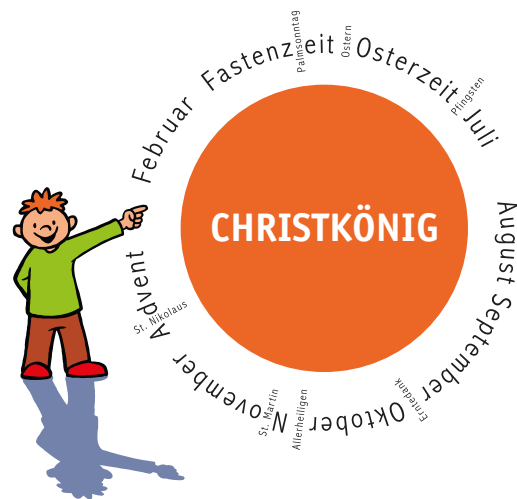 Februar
Fastenzeit
Palmsonntag
Ostern
Osterzeit
Pfingsten
Juli
August
September
Erntedank
Oktober
Allerheiligen
November
St. Martin
Advent
St. Nikolaus
CHRISTKÖNIG